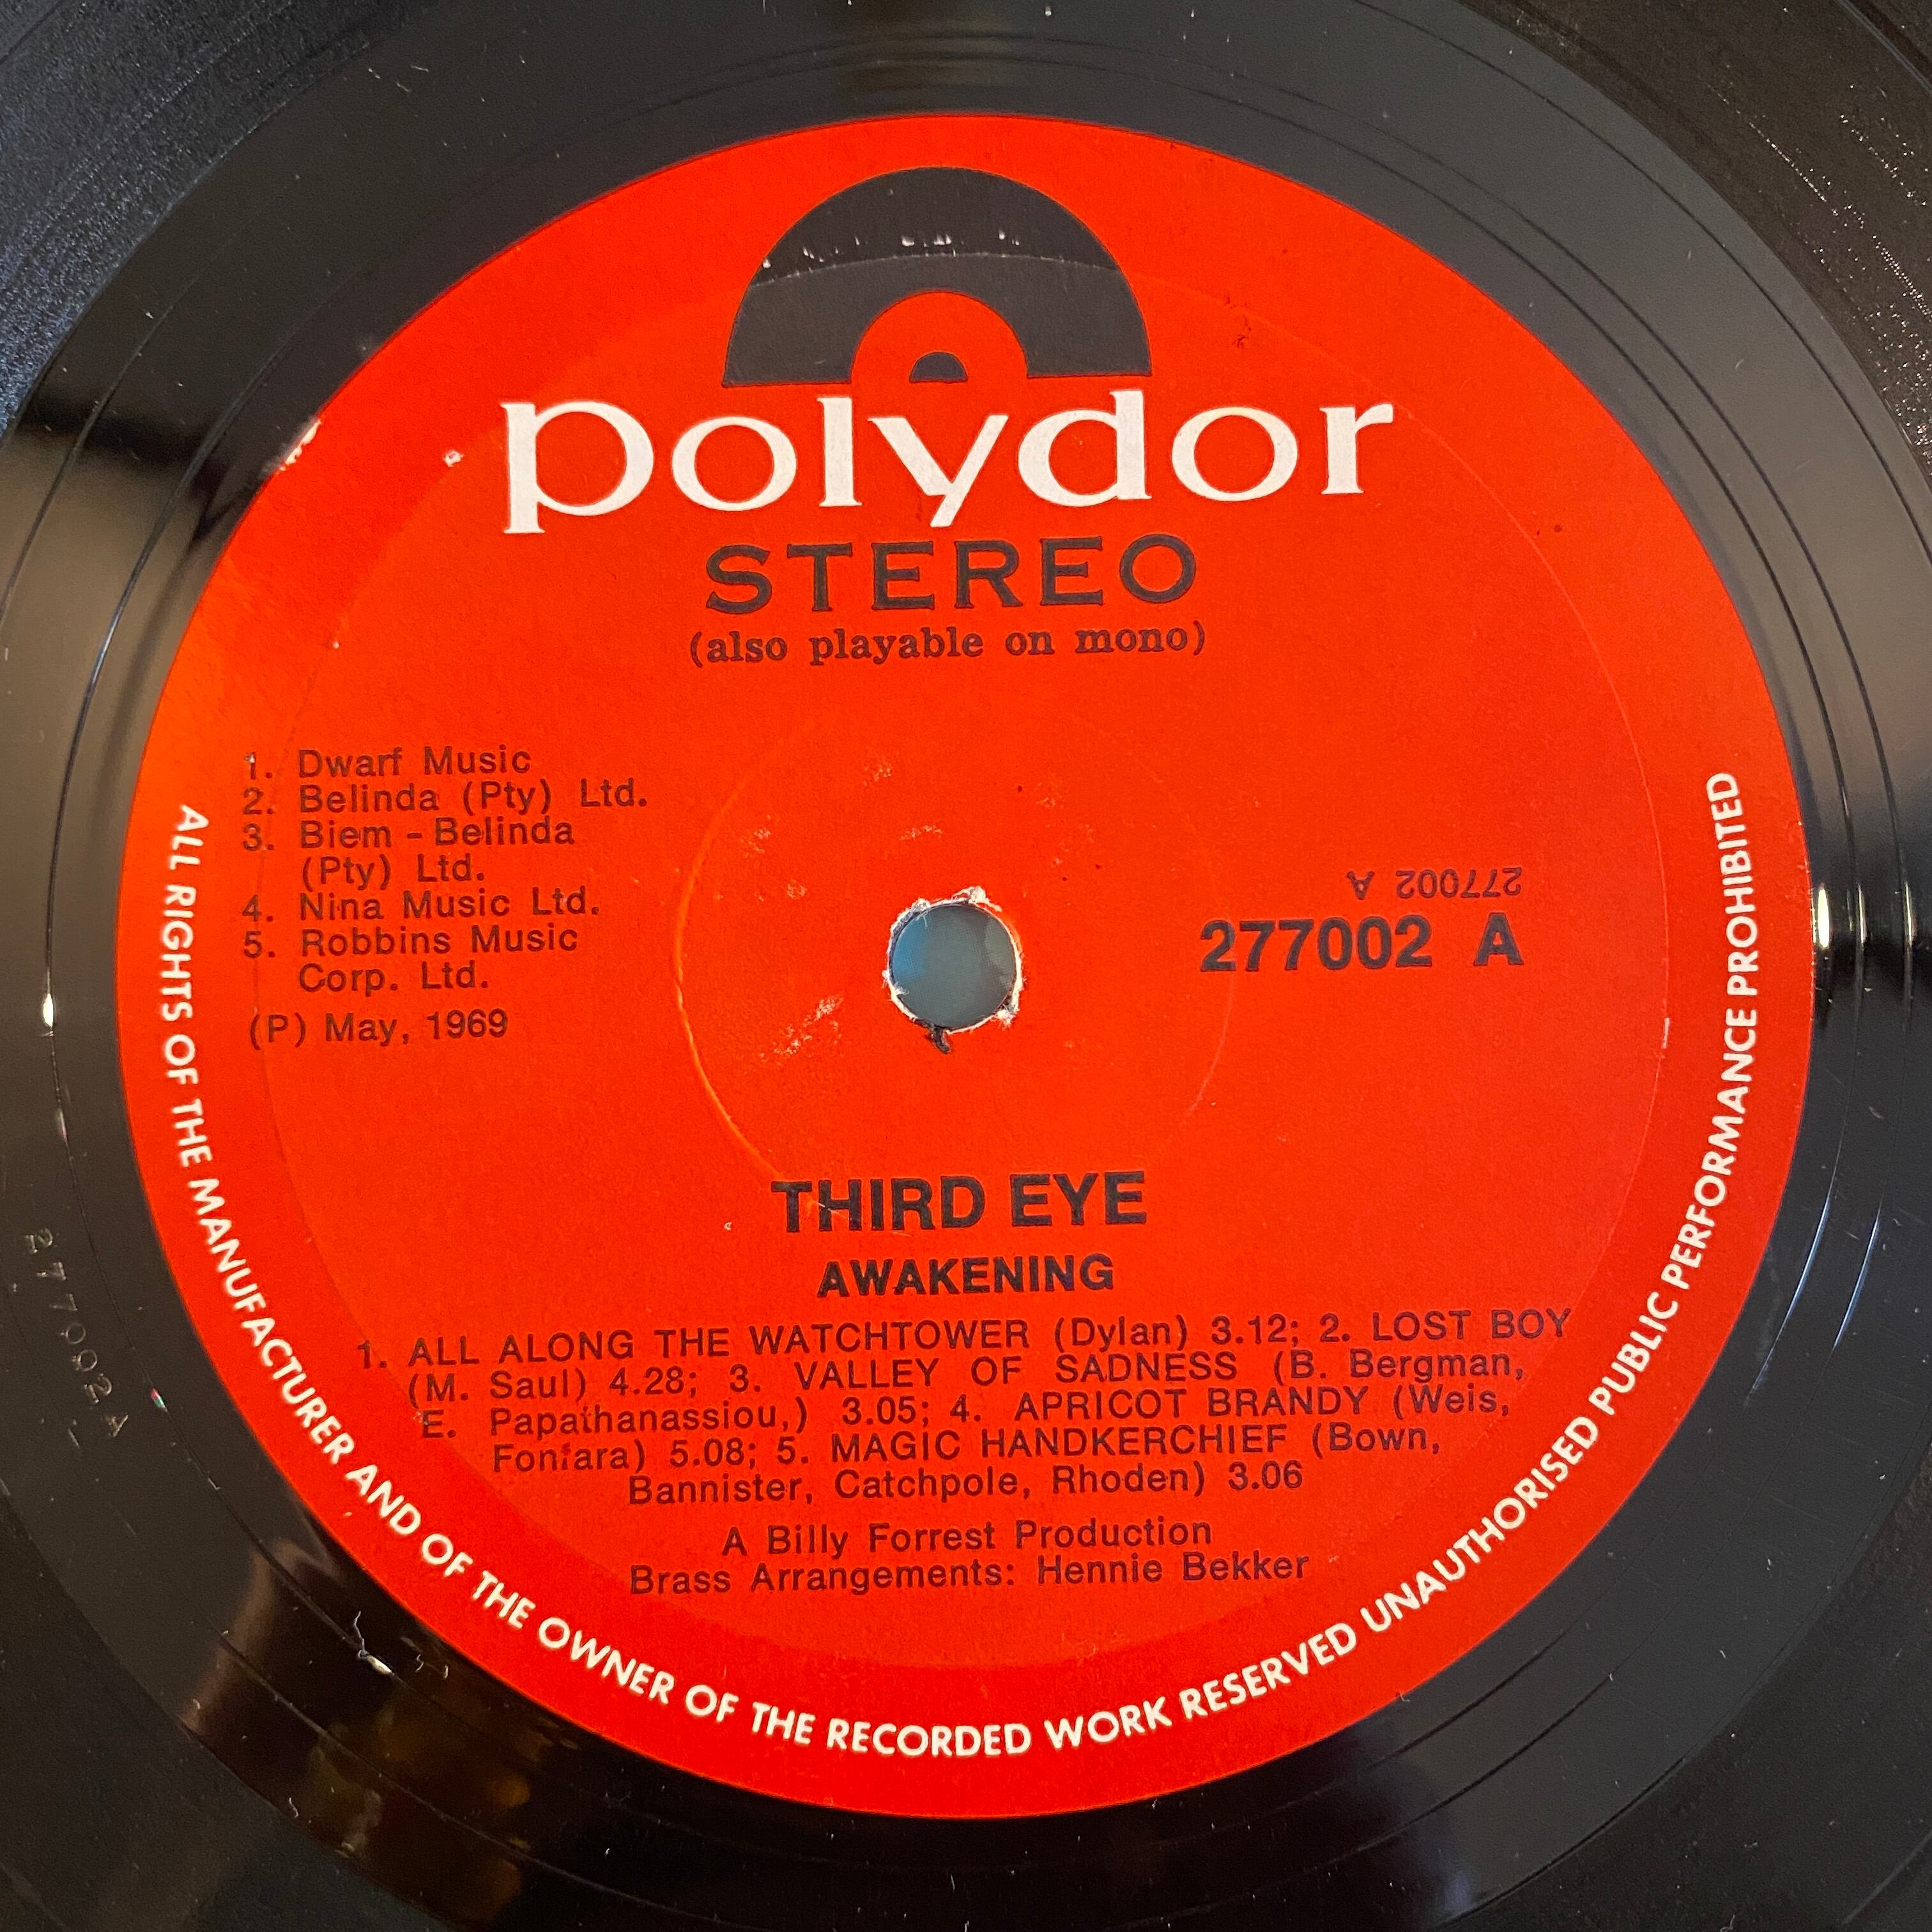 polydor
STEREO
(also playable on mono)
1. Dwarf Music
2. Belinda (Pty) Ltd.
3. Biem - Belinda
(Pty) Ltd.
4. Nina Music Ltd.
5. Robbins Music
Corp. Ltd.
(P) May, 1969
277002 A
277002 A
THIRD EYE
AWAKENING
1. ALL ALONG THE WATCHTOWER (Dylan) 3.12; 2. LOST BOY
(M. Saul) 4.28; 3. VALLEY OF SADNESS (B. Bergman,
E. Papathanassiou,) 3.05; 4. APRICOT BRANDY (Weis,
Fonfara) 5.08; 5. MAGIC HANDKERCHIEF (Bown,
Bannister, Catchpole, Rhoden) 3.06
A Billy Forrest Production
Brass Arrangements: Hennie Bekker
ALL RIGHTS OF THE MANUFACTURER AND OF THE OWNER OF THE RECORDED WORK RESERVED UNAUTHORISED PUBLIC PERFORMANCE PROHIBITED
277002A